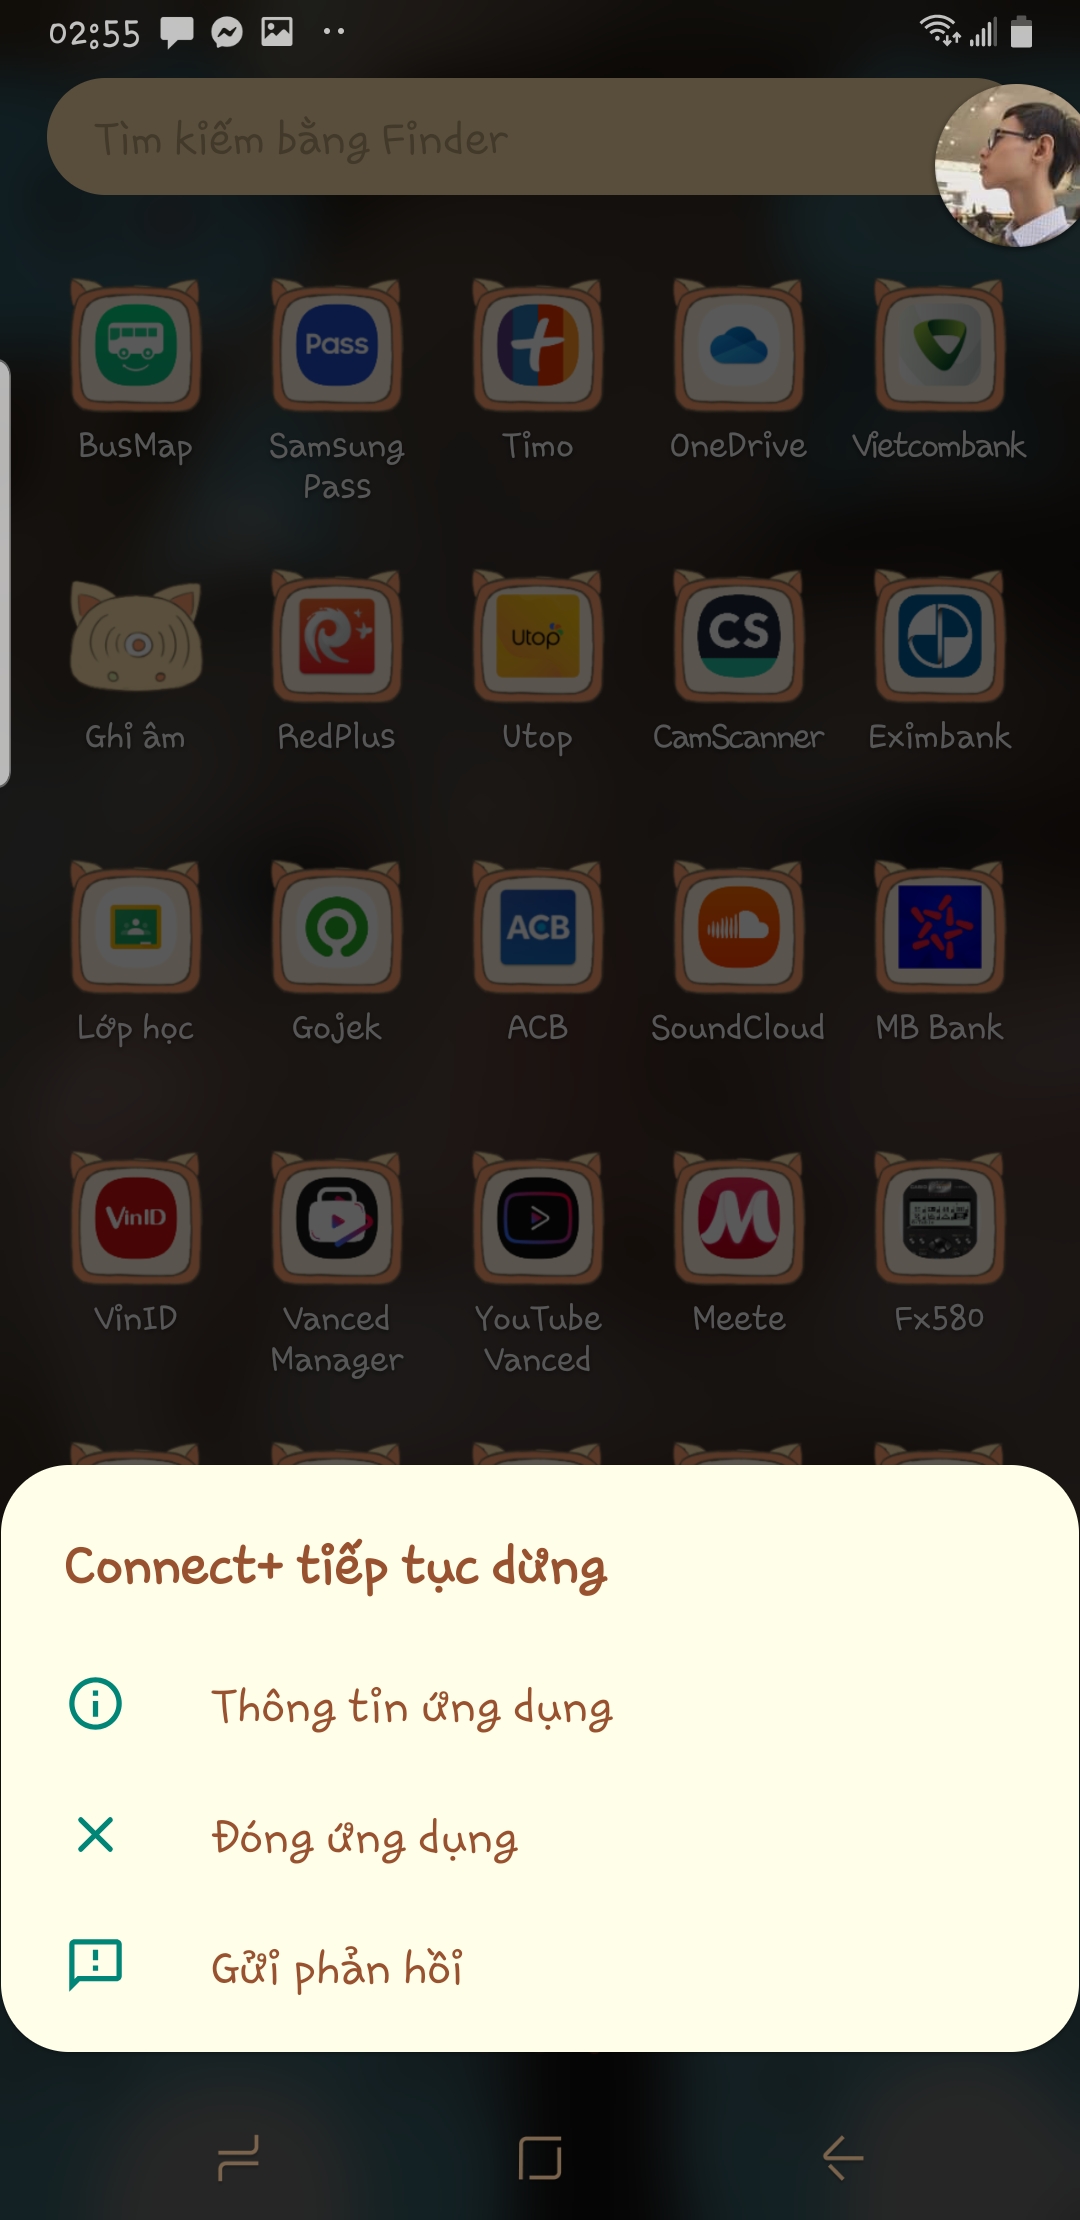 02:55
Tìm kiếm bằng Finder
Pass
BusMap
Samsung
Pass
Timo
OneDrive
Vietcombank
Utop
CS
Ghi âm
RedPlus
Utop
CamScanner
Eximbank
ACB
Lớp học
Gojek
ACB
SoundCloud
MB Bank
VinID
M
VinID
Vanced
Manager
YouTube
Vanced
Meete
Fx580
Connect+ tiếp tục dừng
Thông tin ứng dụng
Đóng ứng dụng
Gửi phản hồi